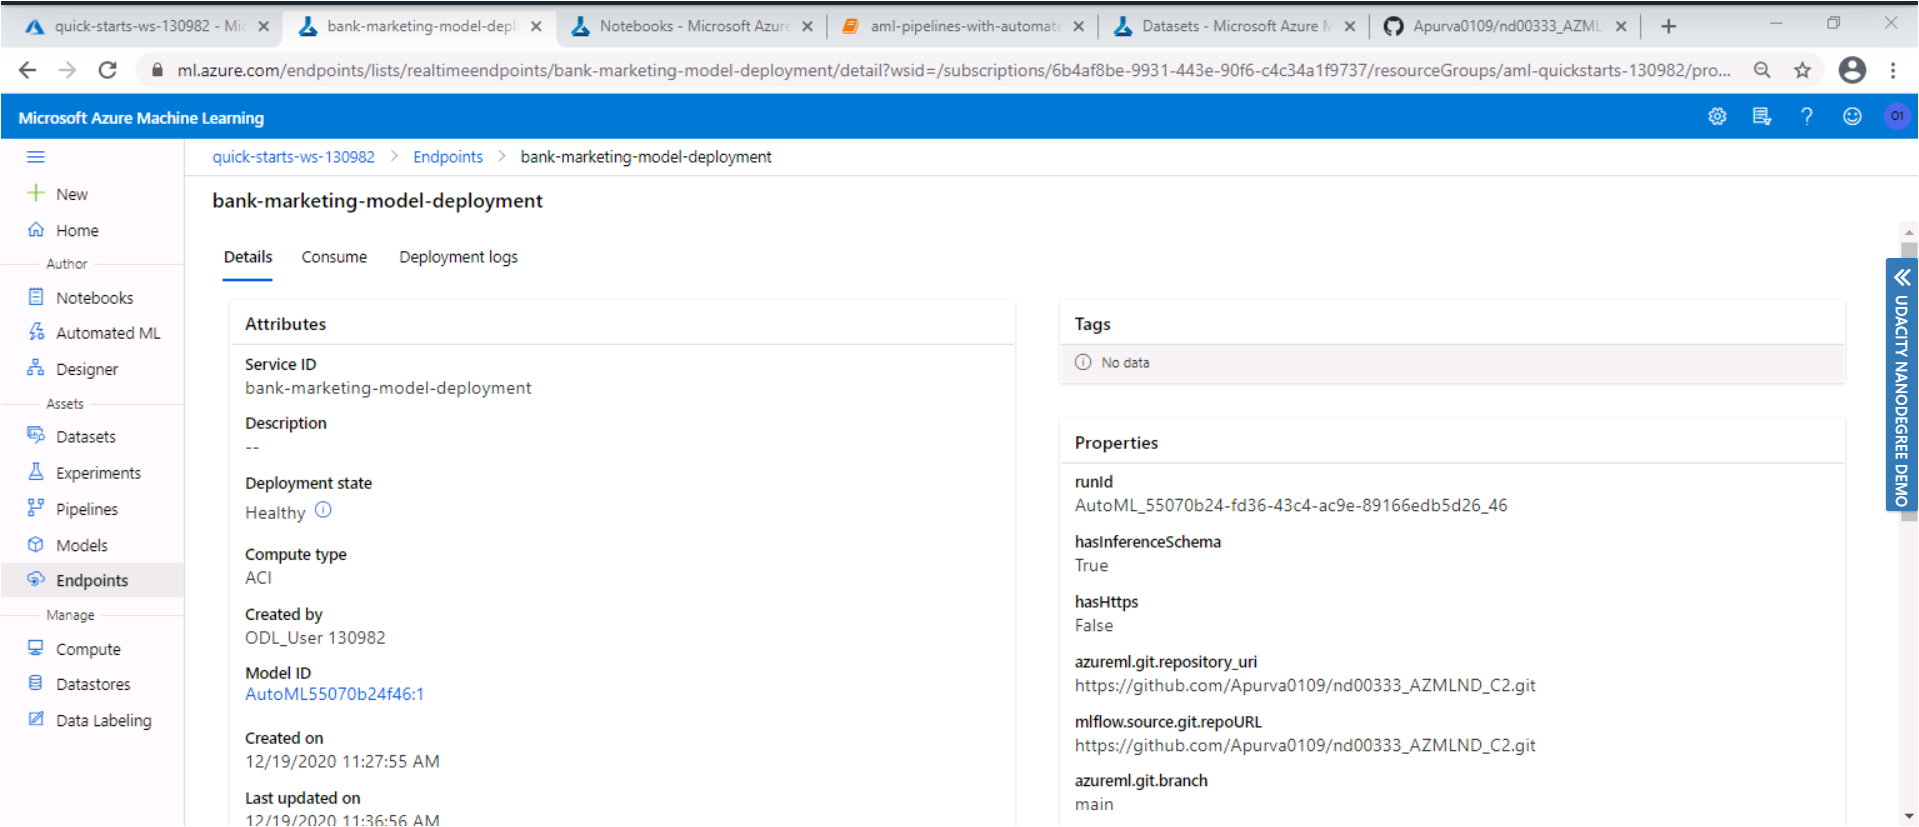 quick-starts-ws-130982 - Mic
bank-marketing-model-depl
Notebooks - Microsoft Azure
aml-pipelines-with-automate
Datasets - Microsoft Azure M
Apurva0109/nd00333_AZML
ml.azure.com/endpoints/lists/realtimeendpoints/bank-marketing-model-deployment/detail?wsid=/subscriptions/6b4af8be-9931-443e-90f6-c4c34a1f9737/resourceGroups/aml-quickstarts-130982/pro...
Microsoft Azure Machine Learning
O1
quick-starts-ws-130982 > Endpoints > bank-marketing-model-deployment
New
Home
Author
Notebooks
Automated ML
Designer
Assets
Datasets
Experiments
Pipelines
Models
Endpoints
Manage
Compute
Datastores
Data Labeling
bank-marketing-model-deployment
Details Consume Deployment logs
Attributes
Service ID
bank-marketing-model-deployment
Description
--
Deployment state
Healthy
Compute type
ACI
Created by
ODL_User 130982
Model ID
AutoML55070b24f46:1
Created on
12/19/2020 11:27:55 AM
Last updated on
12/19/2020 11:36:56 AM
Tags
No data
Properties
runId
AutoML_55070b24-fd36-43c4-ac9e-89166edb5d26_46
hasInferenceSchema
True
hasHttps
False
azureml.git.repository_uri
https://github.com/Apurva0109/nd00333_AZMLND_C2.git
mlflow.source.git.repoURL
https://github.com/Apurva0109/nd00333_AZMLND_C2.git
azureml.git.branch
main
UDACITY NANODEGREE DEMO